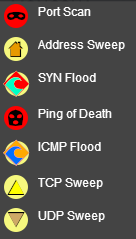 Port Scan
Address Sweep
SYN Flood
Ping of Death
ICMP Flood
TCP Sweep
UDP Sweep